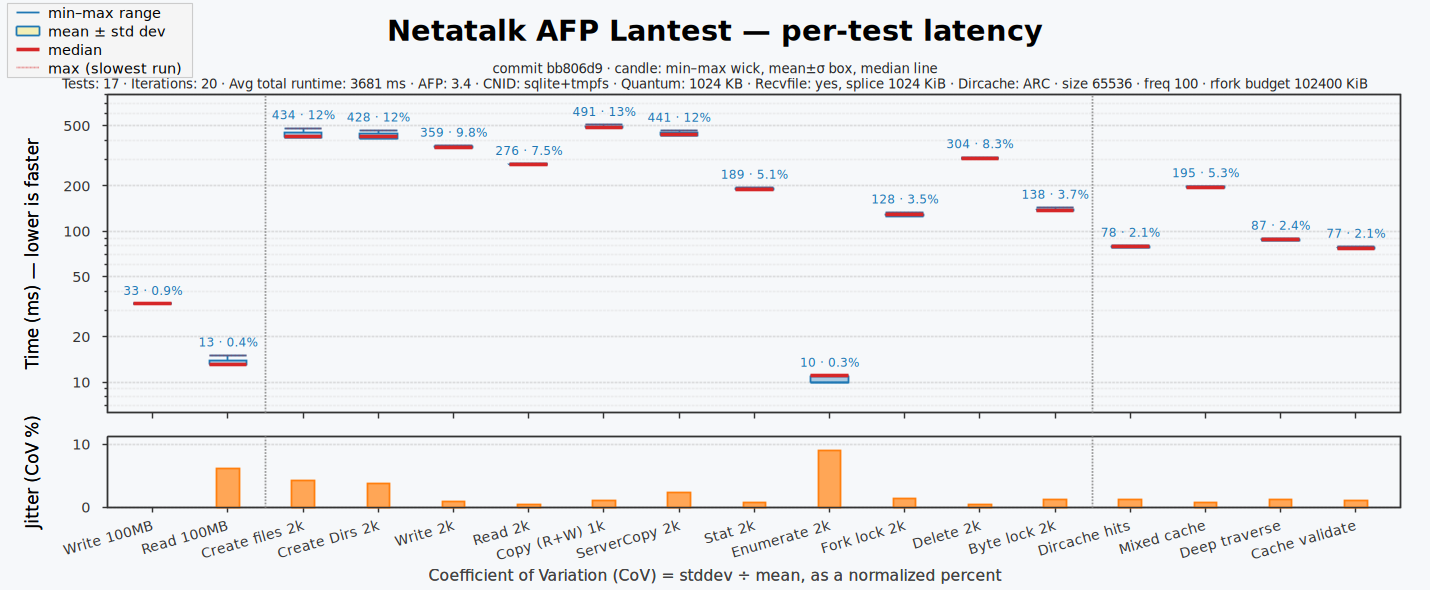 min–max range
mean ± std dev
median
max (slowest run)
Netatalk AFP Lantest — per-test latency
commit bb806d9 · candle: min–max wick, mean±σ box, median line
Tests: 17 · Iterations: 20 · Avg total runtime: 3681 ms · AFP: 3.4 · CNID: sqlite+tmpfs · Quantum: 1024 KB · Recvfile: yes, splice 1024 KiB · Dircache: ARC · size 65536 · freq 100 · rfork budget 102400 KiB
Time (ms) — lower is faster
500
200
100
50
20
10
33 · 0.9%
13 · 0.4%
434 · 12%
428 · 12%
359 · 9.8%
276 · 7.5%
491 · 13%
441 · 12%
189 · 5.1%
10 · 0.3%
128 · 3.5%
304 · 8.3%
138 · 3.7%
78 · 2.1%
195 · 5.3%
87 · 2.4%
77 · 2.1%
Jitter (CoV %)
10
0
Write 100MB
Read 100MB
Create files 2k
Create Dirs 2k
Write 2k
Read 2k
Copy (R+W) 1k
ServerCopy 2k
Stat 2k
Enumerate 2k
Fork lock 2k
Delete 2k
Byte lock 2k
Dircache hits
Mixed cache
Deep traverse
Cache validate
Coefficient of Variation (CoV) = stddev ÷ mean, as a normalized percent